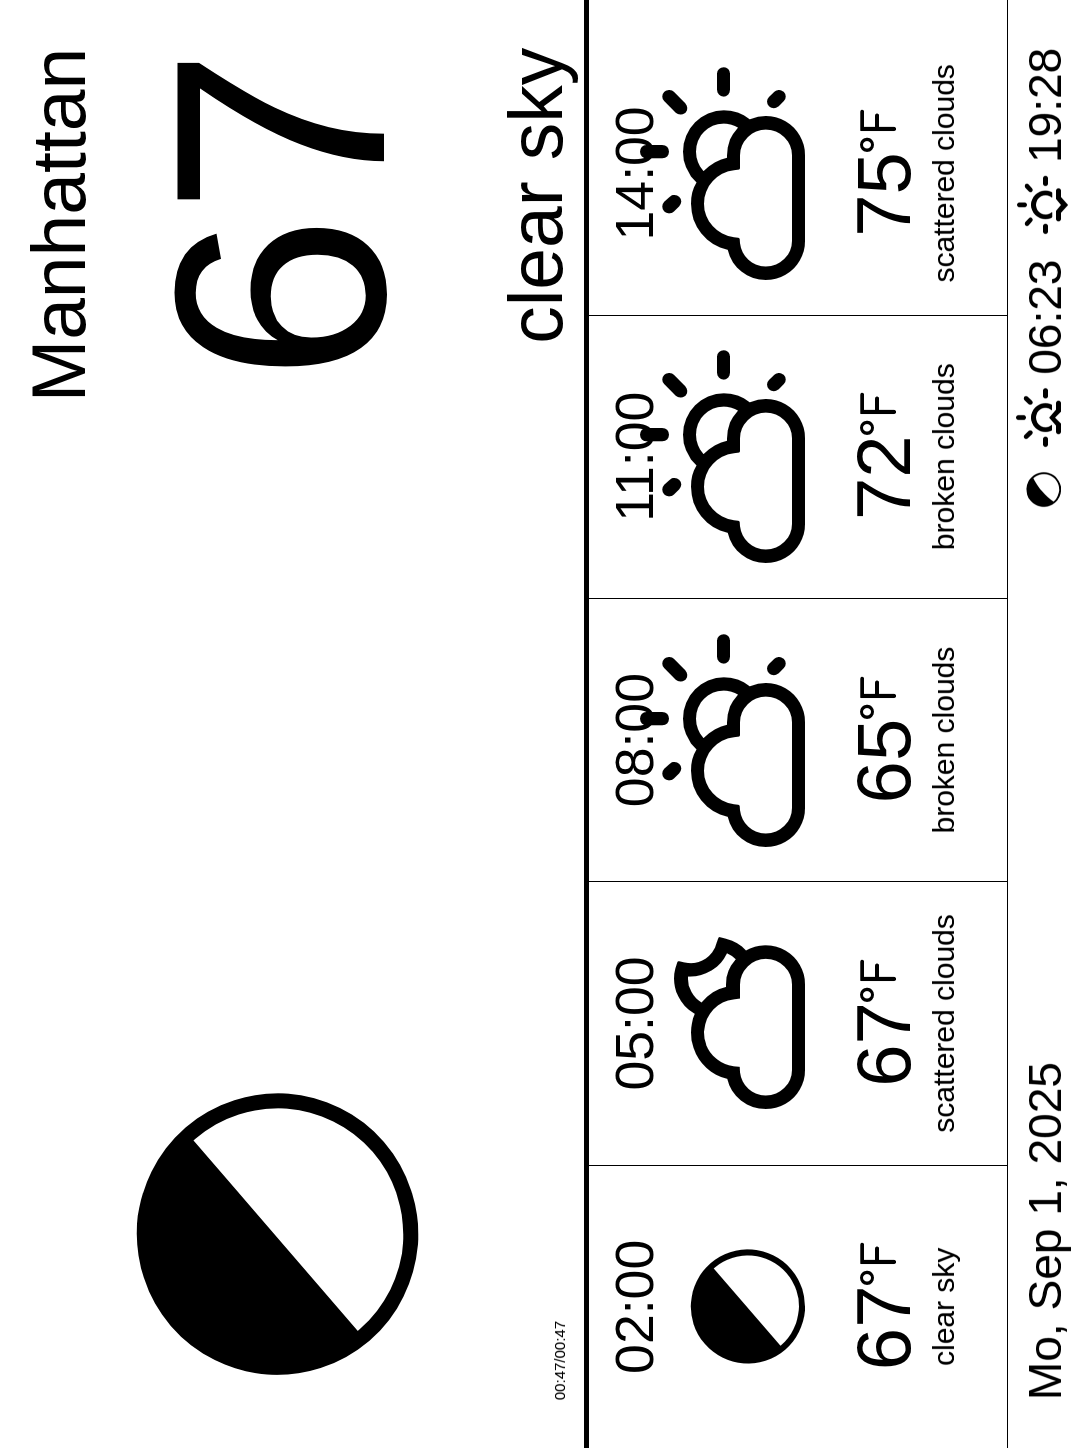 Manhattan
67
clear sky
00:47/00:47
02:00
67°F
clear sky
05:00
67°F
scattered clouds
08:00
65°F
broken clouds
11:00
72°F
broken clouds
14:00
75°F
scattered clouds
Mo, Sep 1, 2025
06:23
19:28